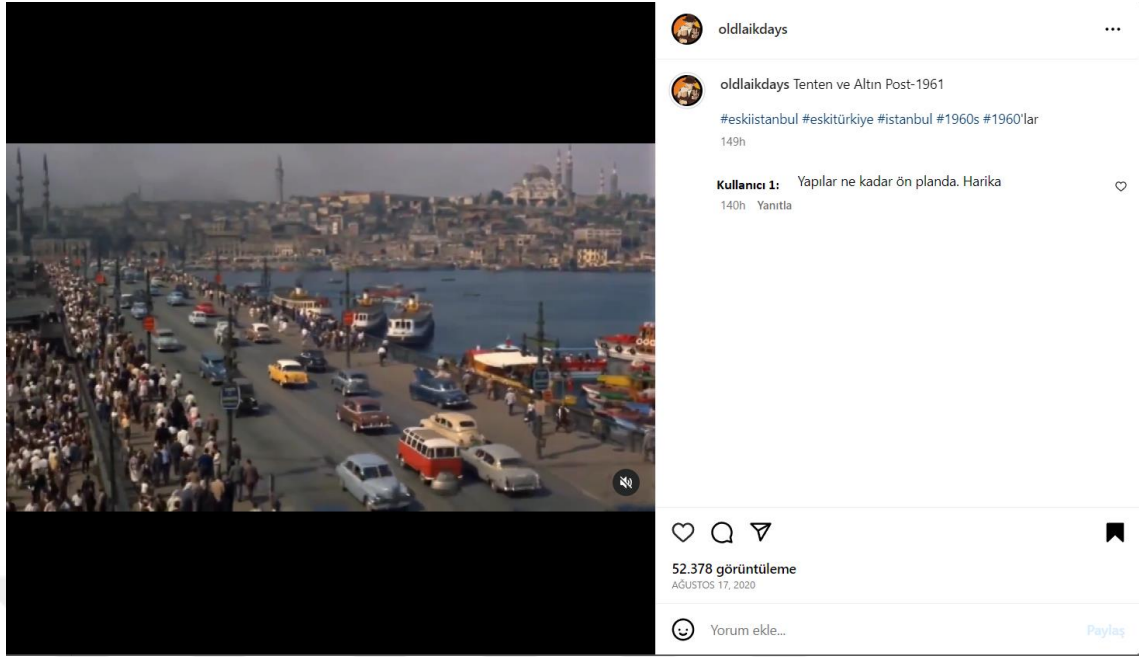 oldlaikdays
oldlaikdays Tenten ve Altın Post-1961
#eskiistanbul #eskitürkiye #istanbul #1960s #1960'lar
149h
Kullanıcı 1: Yapılar ne kadar ön planda. Harika
140h Yanıtla
52.378 görüntüleme
AĞUSTOS 17, 2020
Yorum ekle...
Paylaş